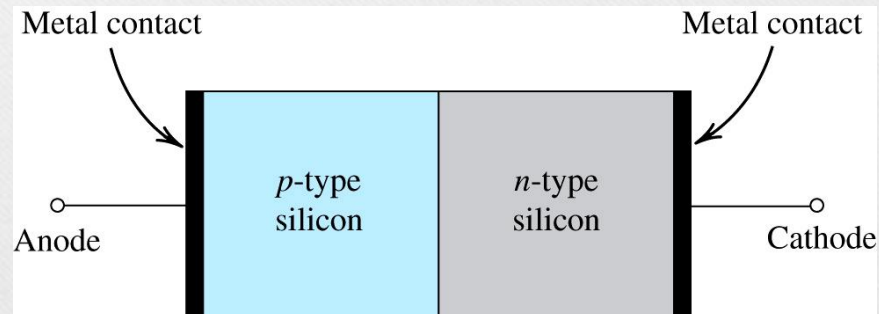 Metal contact
Metal contact
p-type
silicon
n-type
silicon
Anode
Cathode